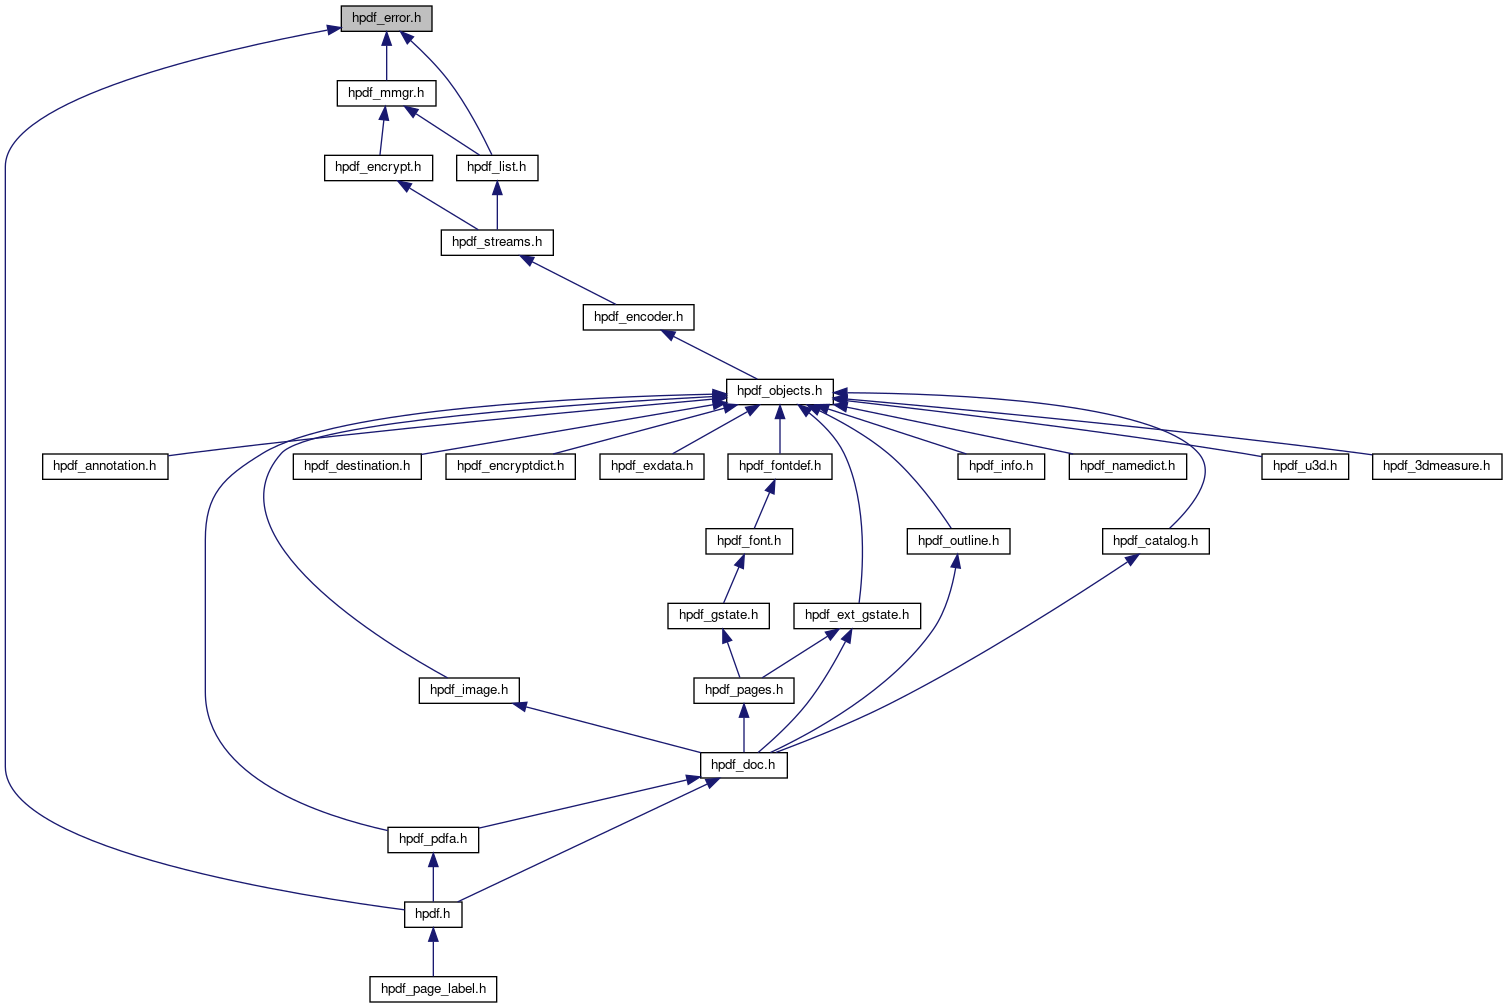 hpdf_error.h
hpdf_mmgr.h
hpdf_encrypt.h
hpdf_list.h
hpdf_streams.h
hpdf_encoder.h
hpdf_objects.h
hpdf_annotation.h
hpdf_destination.h
hpdf_encryptdict.h
hpdf_exdata.h
hpdf_fontdef.h
hpdf_info.h
hpdf_namedict.h
hpdf_u3d.h
hpdf_3dmeasure.h
hpdf_font.h
hpdf_outline.h
hpdf_catalog.h
hpdf_gstate.h
hpdf_ext_gstate.h
hpdf_image.h
hpdf_pages.h
hpdf_doc.h
hpdf_pdfa.h
hpdf.h
hpdf_page_label.h